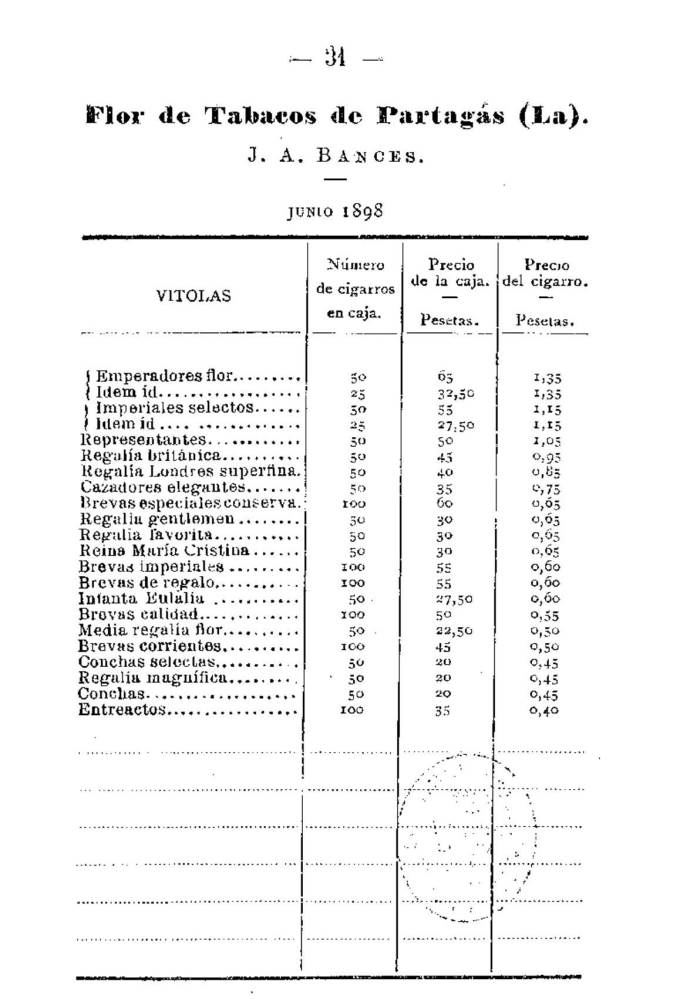 — 31 —
Flor de Tabacos de Partagás (La).
J. A. BANCES.
JUNIO 1898
VITOLAS
Número de cigarros en caja.
Precio de la caja. — Pesetas.
Precio del cigarro. — Pesetas.
Emperadores flor......... 50 65 1,35
Idem id.................. 25 32,50 1,35
Imperiales selectos...... 50 55 1,15
Idem id .... .............. 25 27,50 1,15
Representantes............ 50 50 1,05
Regalía británica.......... 50 45 0,95
Regalía Londres superfina. 50 40 0,85
Cazadores elegantes....... 50 35 0,75
Brevas especiales conserva. 100 60 0,65
Regalia gentlemen ........ 50 30 0,65
Regalia favorita........... 50 30 0,65
Reina María Cristina ...... 50 30 0,65
Brevas imperiales ......... 100 55 0,60
Brevas de regalo........... 100 55 0,60
Infanta Eulalia ........... 50 27,50 0,60
Brevas calidad............. 100 50 0,55
Media regalía flor.......... 50 22,50 0,50
Brevas corrientes.......... 100 45 0,50
Conchas selectas........... 50 20 0,45
Regalía magnífica.......... 50 20 0,45
Conchas................... 50 20 0,45
Entreactos................. 100 35 0,40